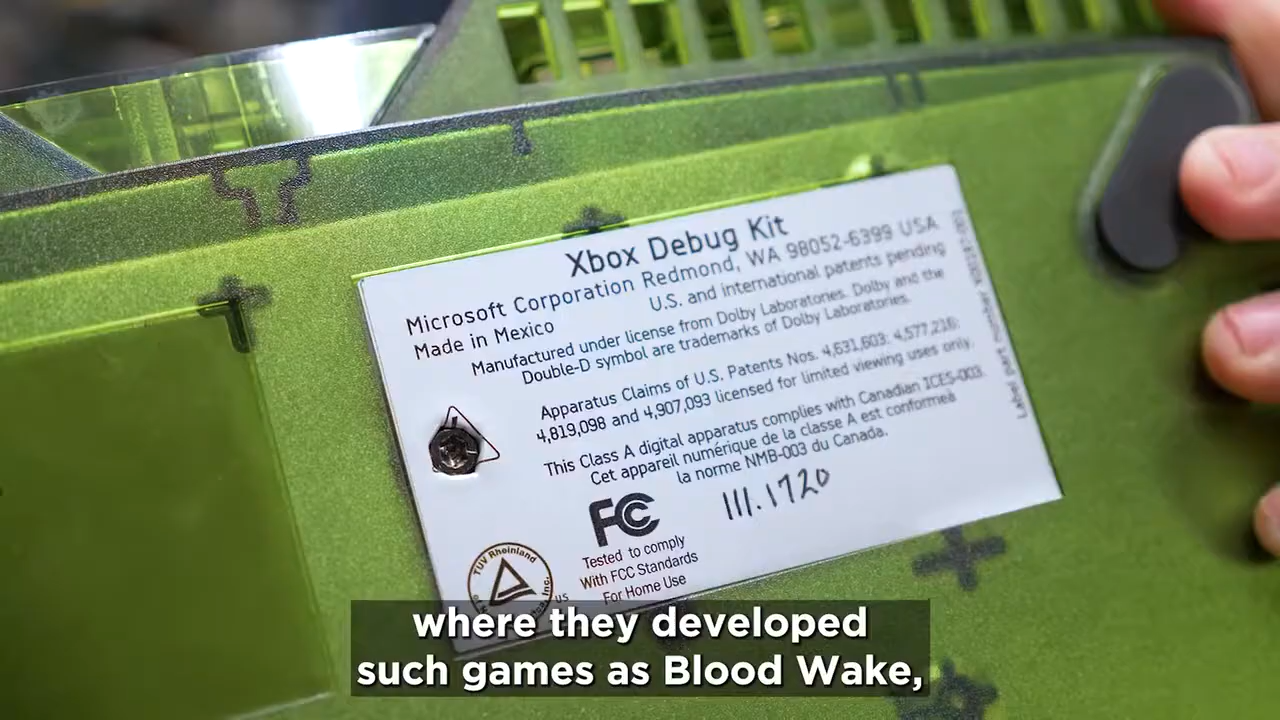 Xbox Debug Kit
Microsoft Corporation Redmond, WA 98052-6399 USA
Made in Mexico
U.S. and international patents pending
Manufactured under license from Dolby Laboratories. Dolby and the
Double-D symbol are trademarks of Dolby Laboratories.
Apparatus Claims of U.S. Patents Nos. 4,631,603; 4,577,216;
4,819,098 and 4,907,093 licensed for limited viewing uses only.
This Class A digital apparatus complies with Canadian ICES-003.
Cet appareil numérique de la classe A est conformeà
la norme NMB-003 du Canada.
111.1720
FC
Tested to comply
With FCC Standards
For Home Use
TUV Rheinland
US
Label part number
where they developed
such games as Blood Wake,